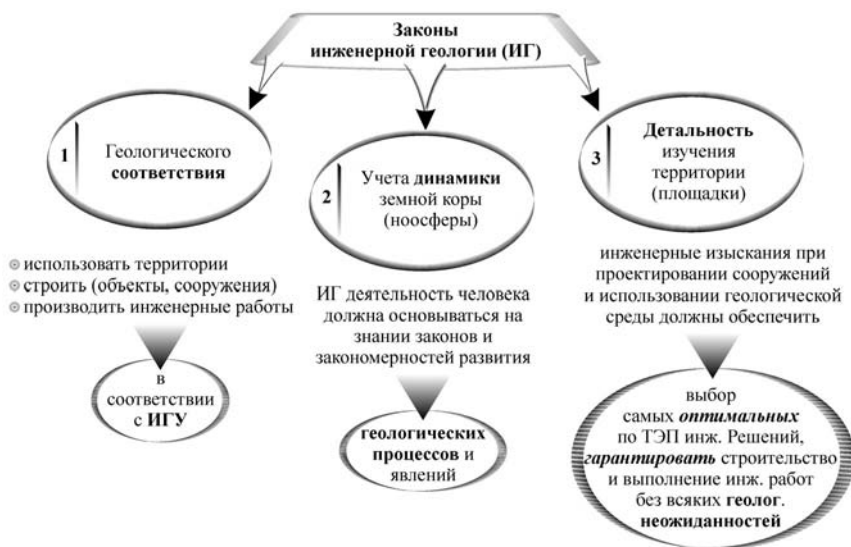 Законы
инженерной геологии (ИГ)
1
Геологического
соответствия
использовать территории
строить (объекты, сооружения)
производить инженерные работы
в
соответствии
с ИГУ
2
Учета динамики
земной коры
(ноосферы)
ИГ деятельность человека
должна основываться на
знании законов и
закономерностей развития
геологических
процессов и
явлений
3
Детальность
изучения
территории
(площадки)
инженерные изыскания при
проектировании сооружений
и использовании геологической
среды должны обеспечить
выбор
самых оптимальных
по ТЭП инж. Решений,
гарантировать строительство
и выполнение инж. работ
без всяких геолог.
неожиданностей